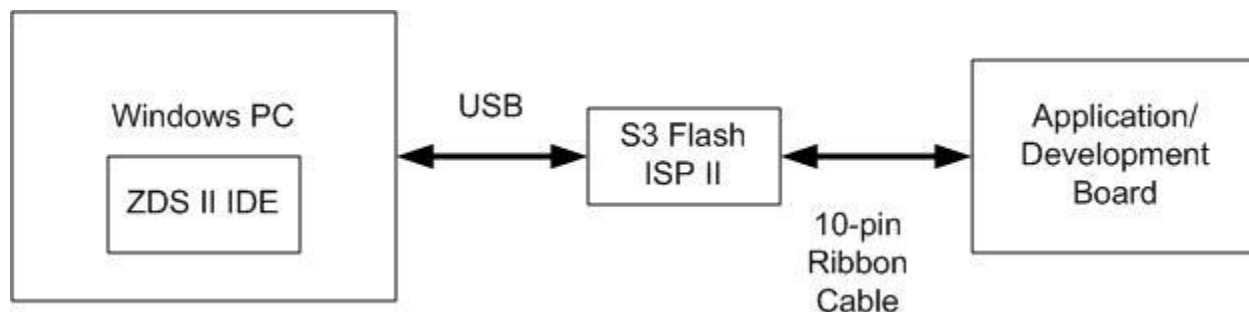 Windows PC
ZDS II IDE
USB
S3 Flash
ISP II
10-pin
Ribbon
Cable
Application/
Development
Board